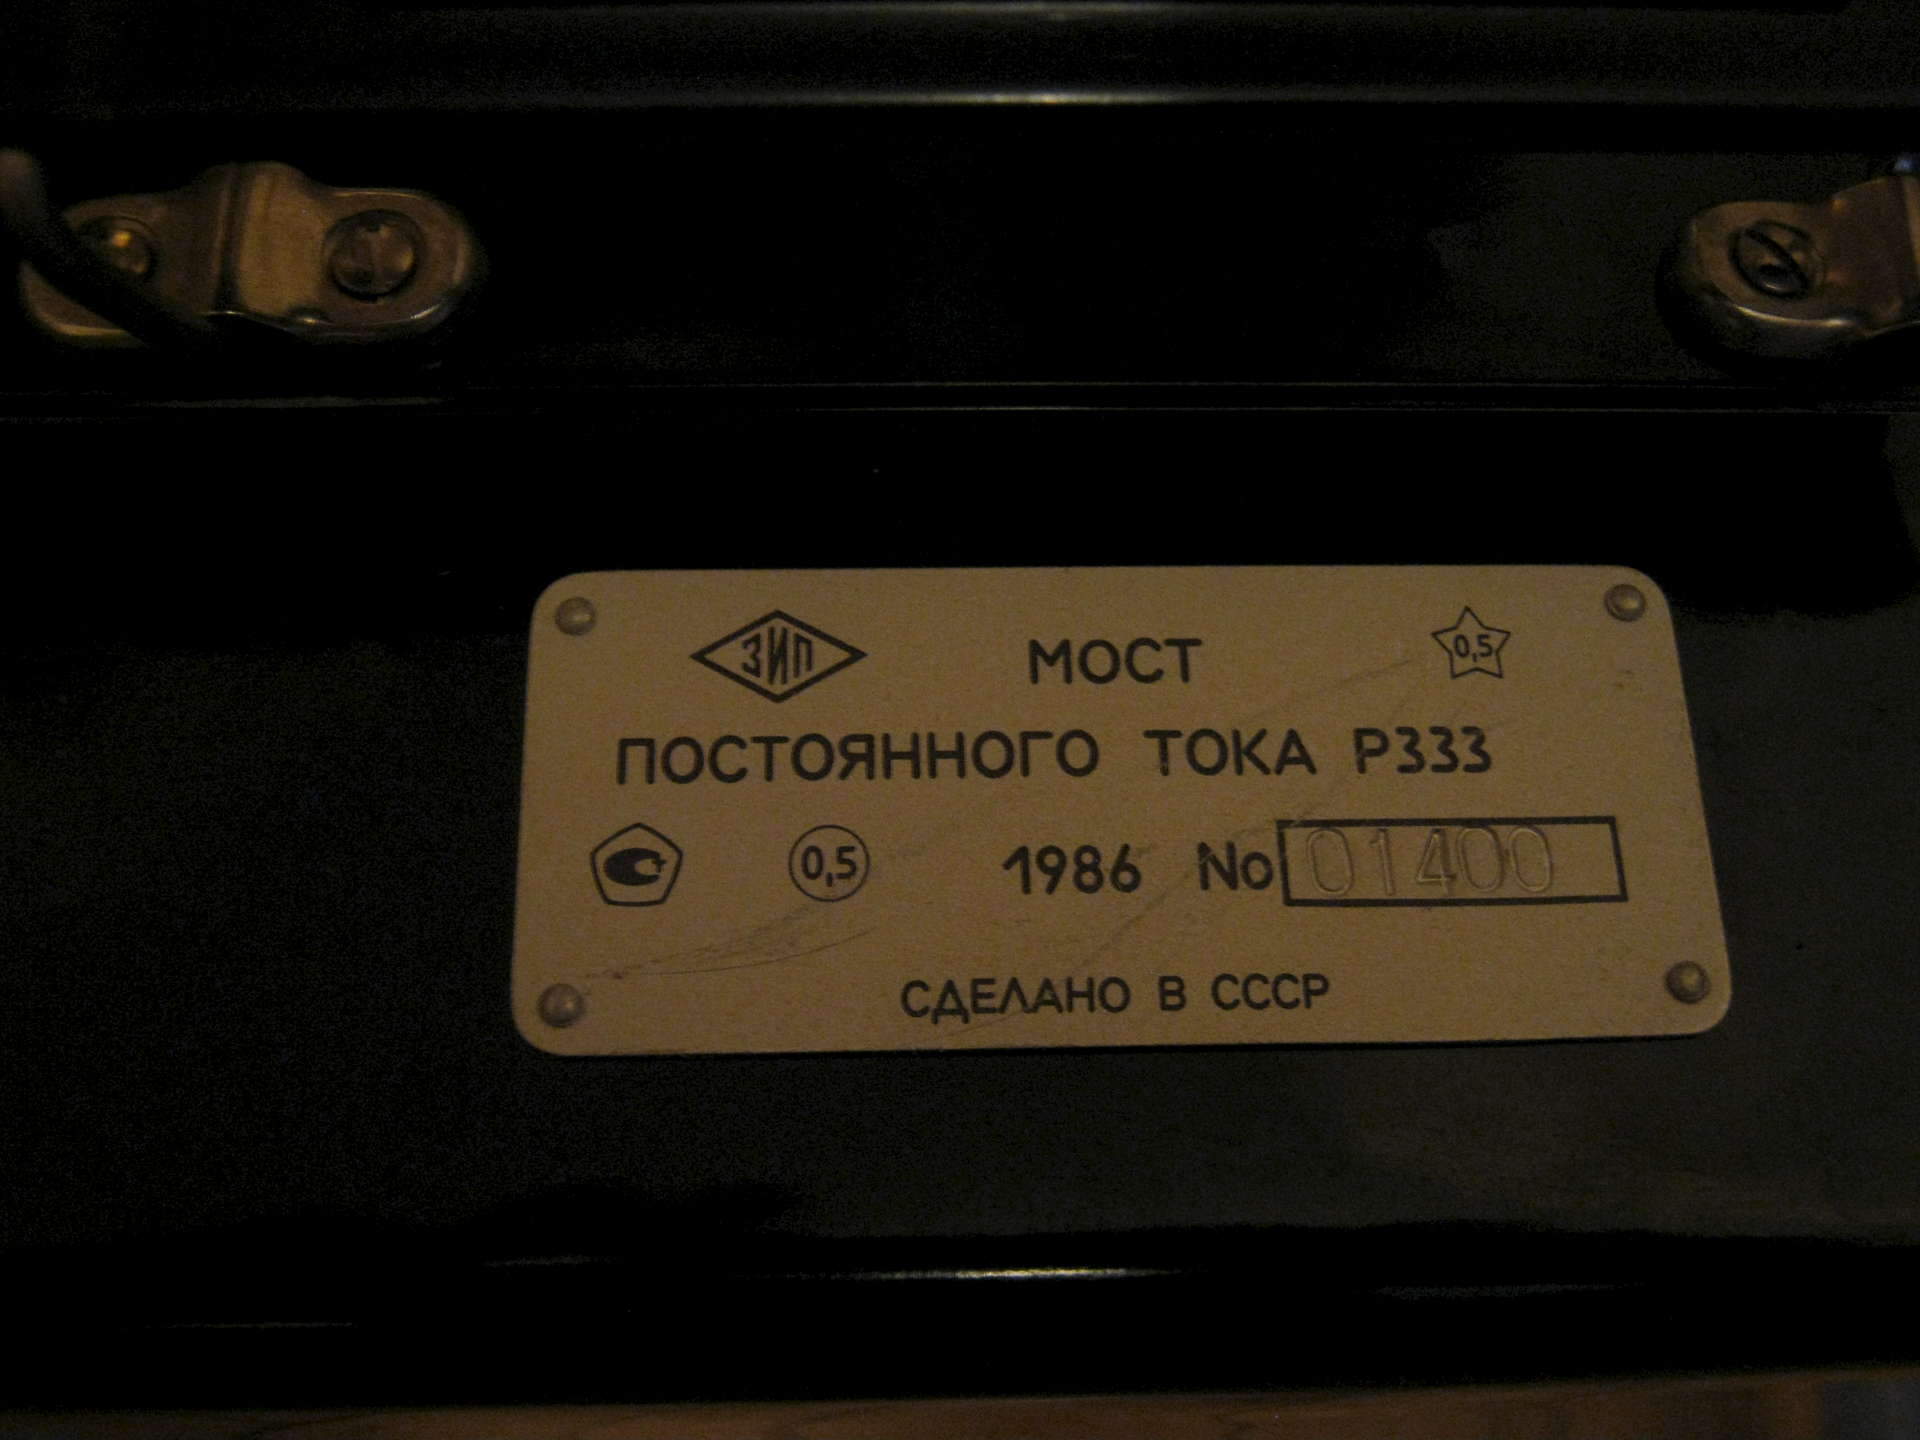 ЗИП МОСТ 0,5
ПОСТОЯННОГО ТОКА Р333
0,5 1986 No 01400
СДЕЛАНО В СССР